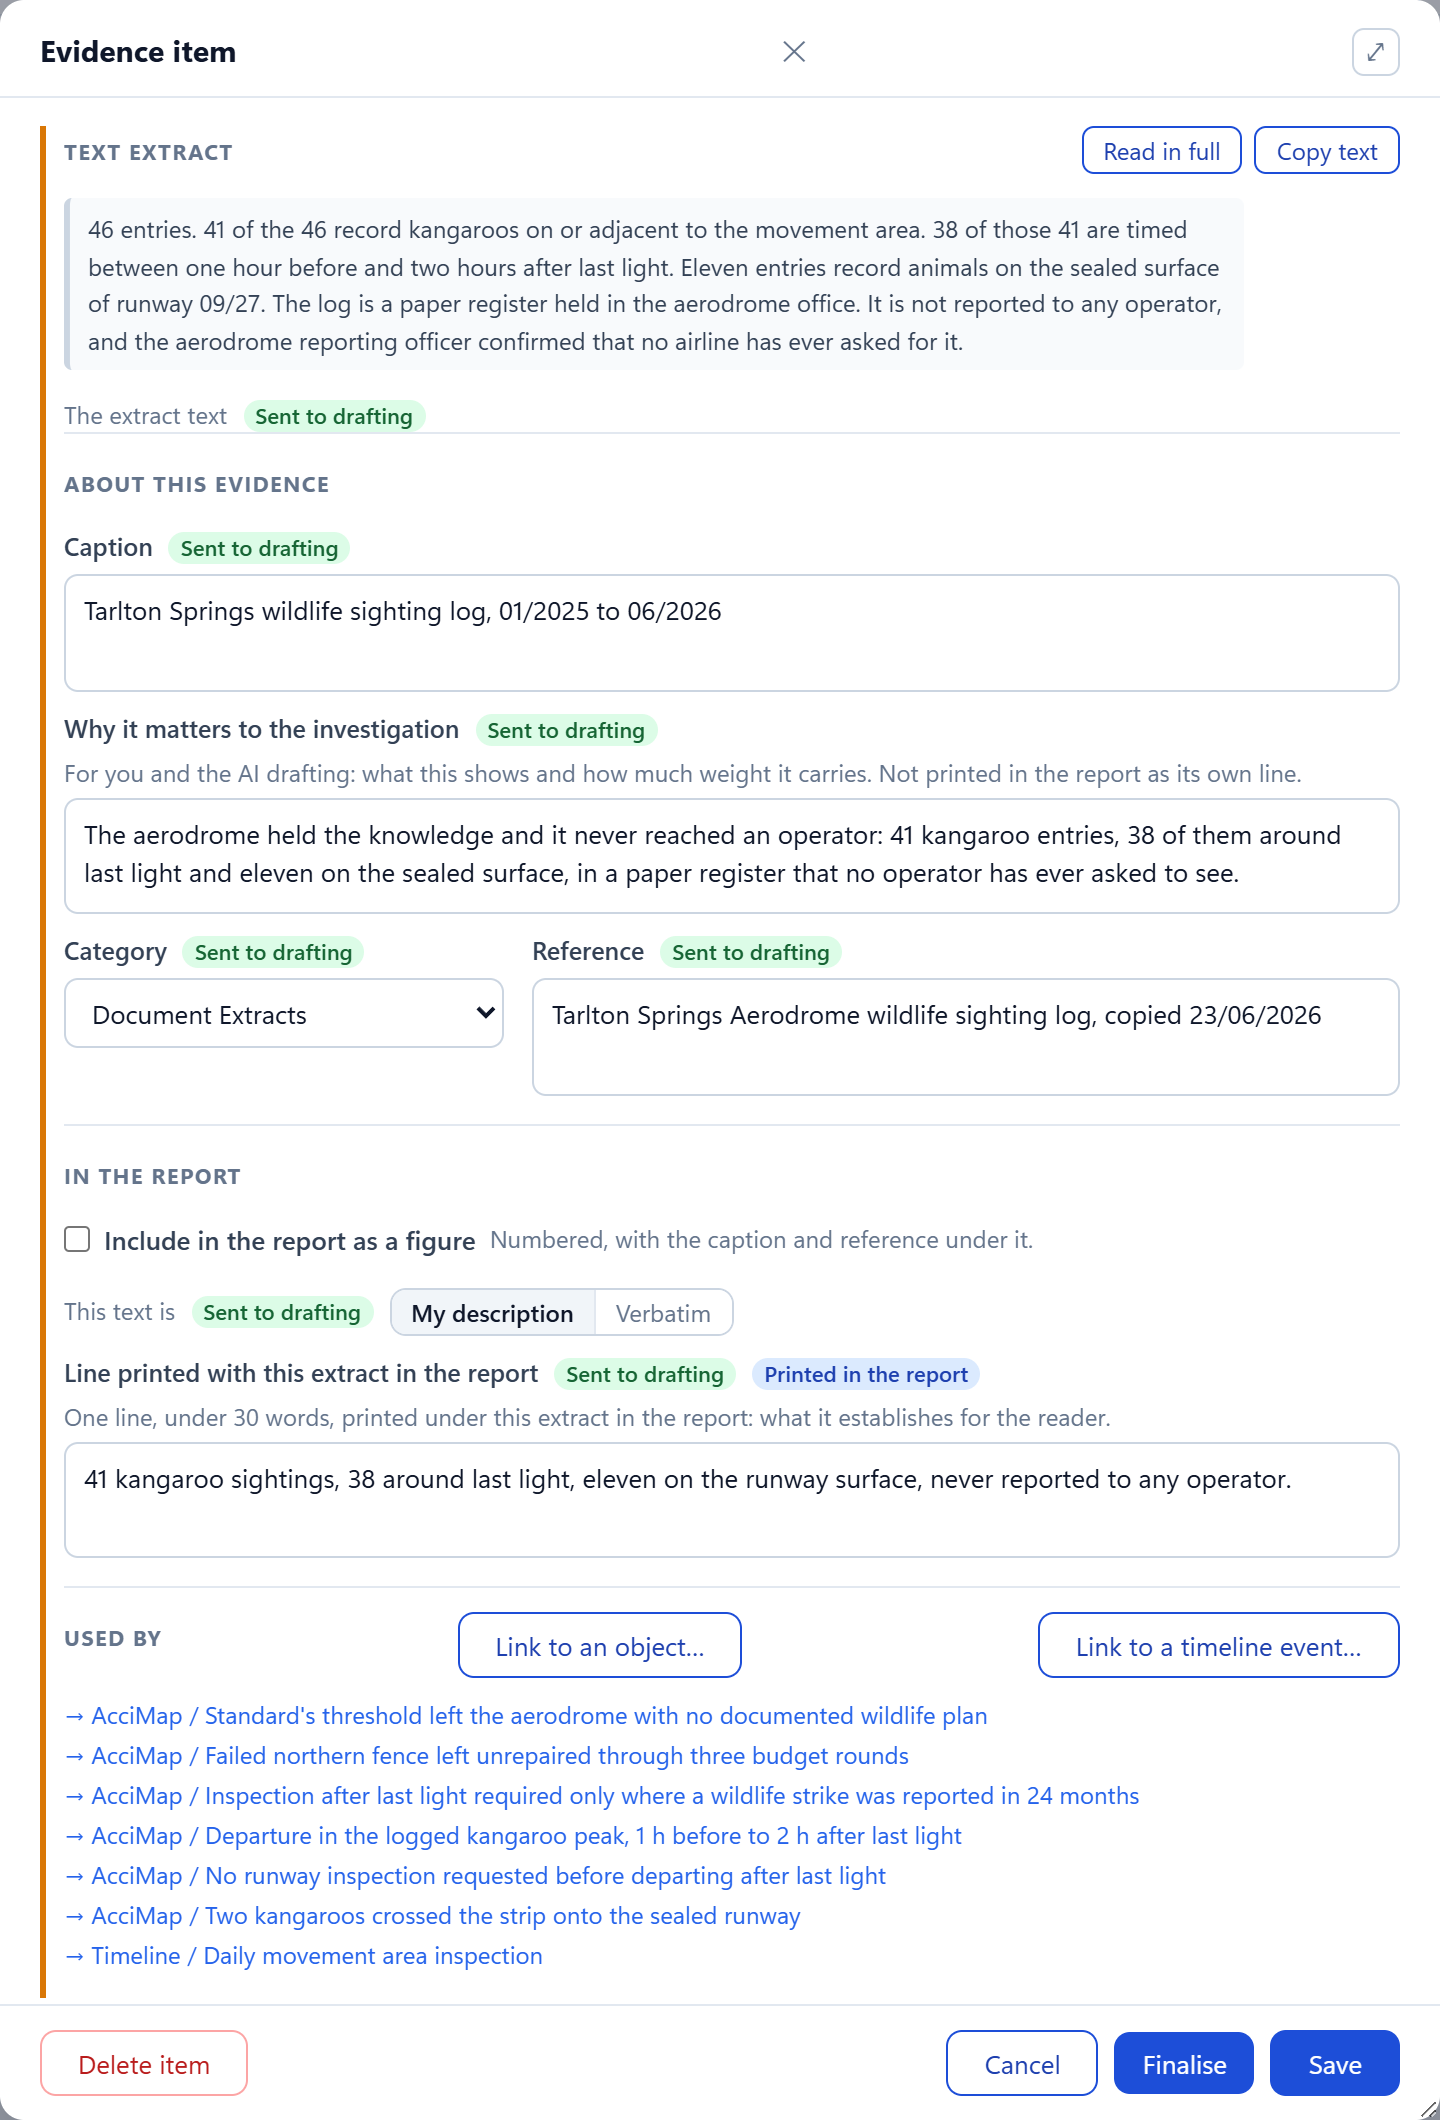 Evidence item
TEXT EXTRACT
Read in full
Copy text
46 entries. 41 of the 46 record kangaroos on or adjacent to the movement area. 38 of those 41 are timed
between one hour before and two hours after last light. Eleven entries record animals on the sealed surface
of runway 09/27. The log is a paper register held in the aerodrome office. It is not reported to any operator,
and the aerodrome reporting officer confirmed that no airline has ever asked for it.
The extract text Sent to drafting
ABOUT THIS EVIDENCE
Caption Sent to drafting
Tarlton Springs wildlife sighting log, 01/2025 to 06/2026
Why it matters to the investigation Sent to drafting
For you and the AI drafting: what this shows and how much weight it carries. Not printed in the report as its own line.
The aerodrome held the knowledge and it never reached an operator: 41 kangaroo entries, 38 of them around
last light and eleven on the sealed surface, in a paper register that no operator has ever asked to see.
Category Sent to drafting
Document Extracts
Reference Sent to drafting
Tarlton Springs Aerodrome wildlife sighting log, copied 23/06/2026
IN THE REPORT
Include in the report as a figure Numbered, with the caption and reference under it.
This text is Sent to drafting My description Verbatim
Line printed with this extract in the report Sent to drafting Printed in the report
One line, under 30 words, printed under this extract in the report: what it establishes for the reader.
41 kangaroo sightings, 38 around last light, eleven on the runway surface, never reported to any operator.
USED BY
Link to an object...
Link to a timeline event...
→ AcciMap / Standard's threshold left the aerodrome with no documented wildlife plan
→ AcciMap / Failed northern fence left unrepaired through three budget rounds
→ AcciMap / Inspection after last light required only where a wildlife strike was reported in 24 months
→ AcciMap / Departure in the logged kangaroo peak, 1 h before to 2 h after last light
→ AcciMap / No runway inspection requested before departing after last light
→ AcciMap / Two kangaroos crossed the strip onto the sealed runway
→ Timeline / Daily movement area inspection
Delete item
Cancel
Finalise
Save